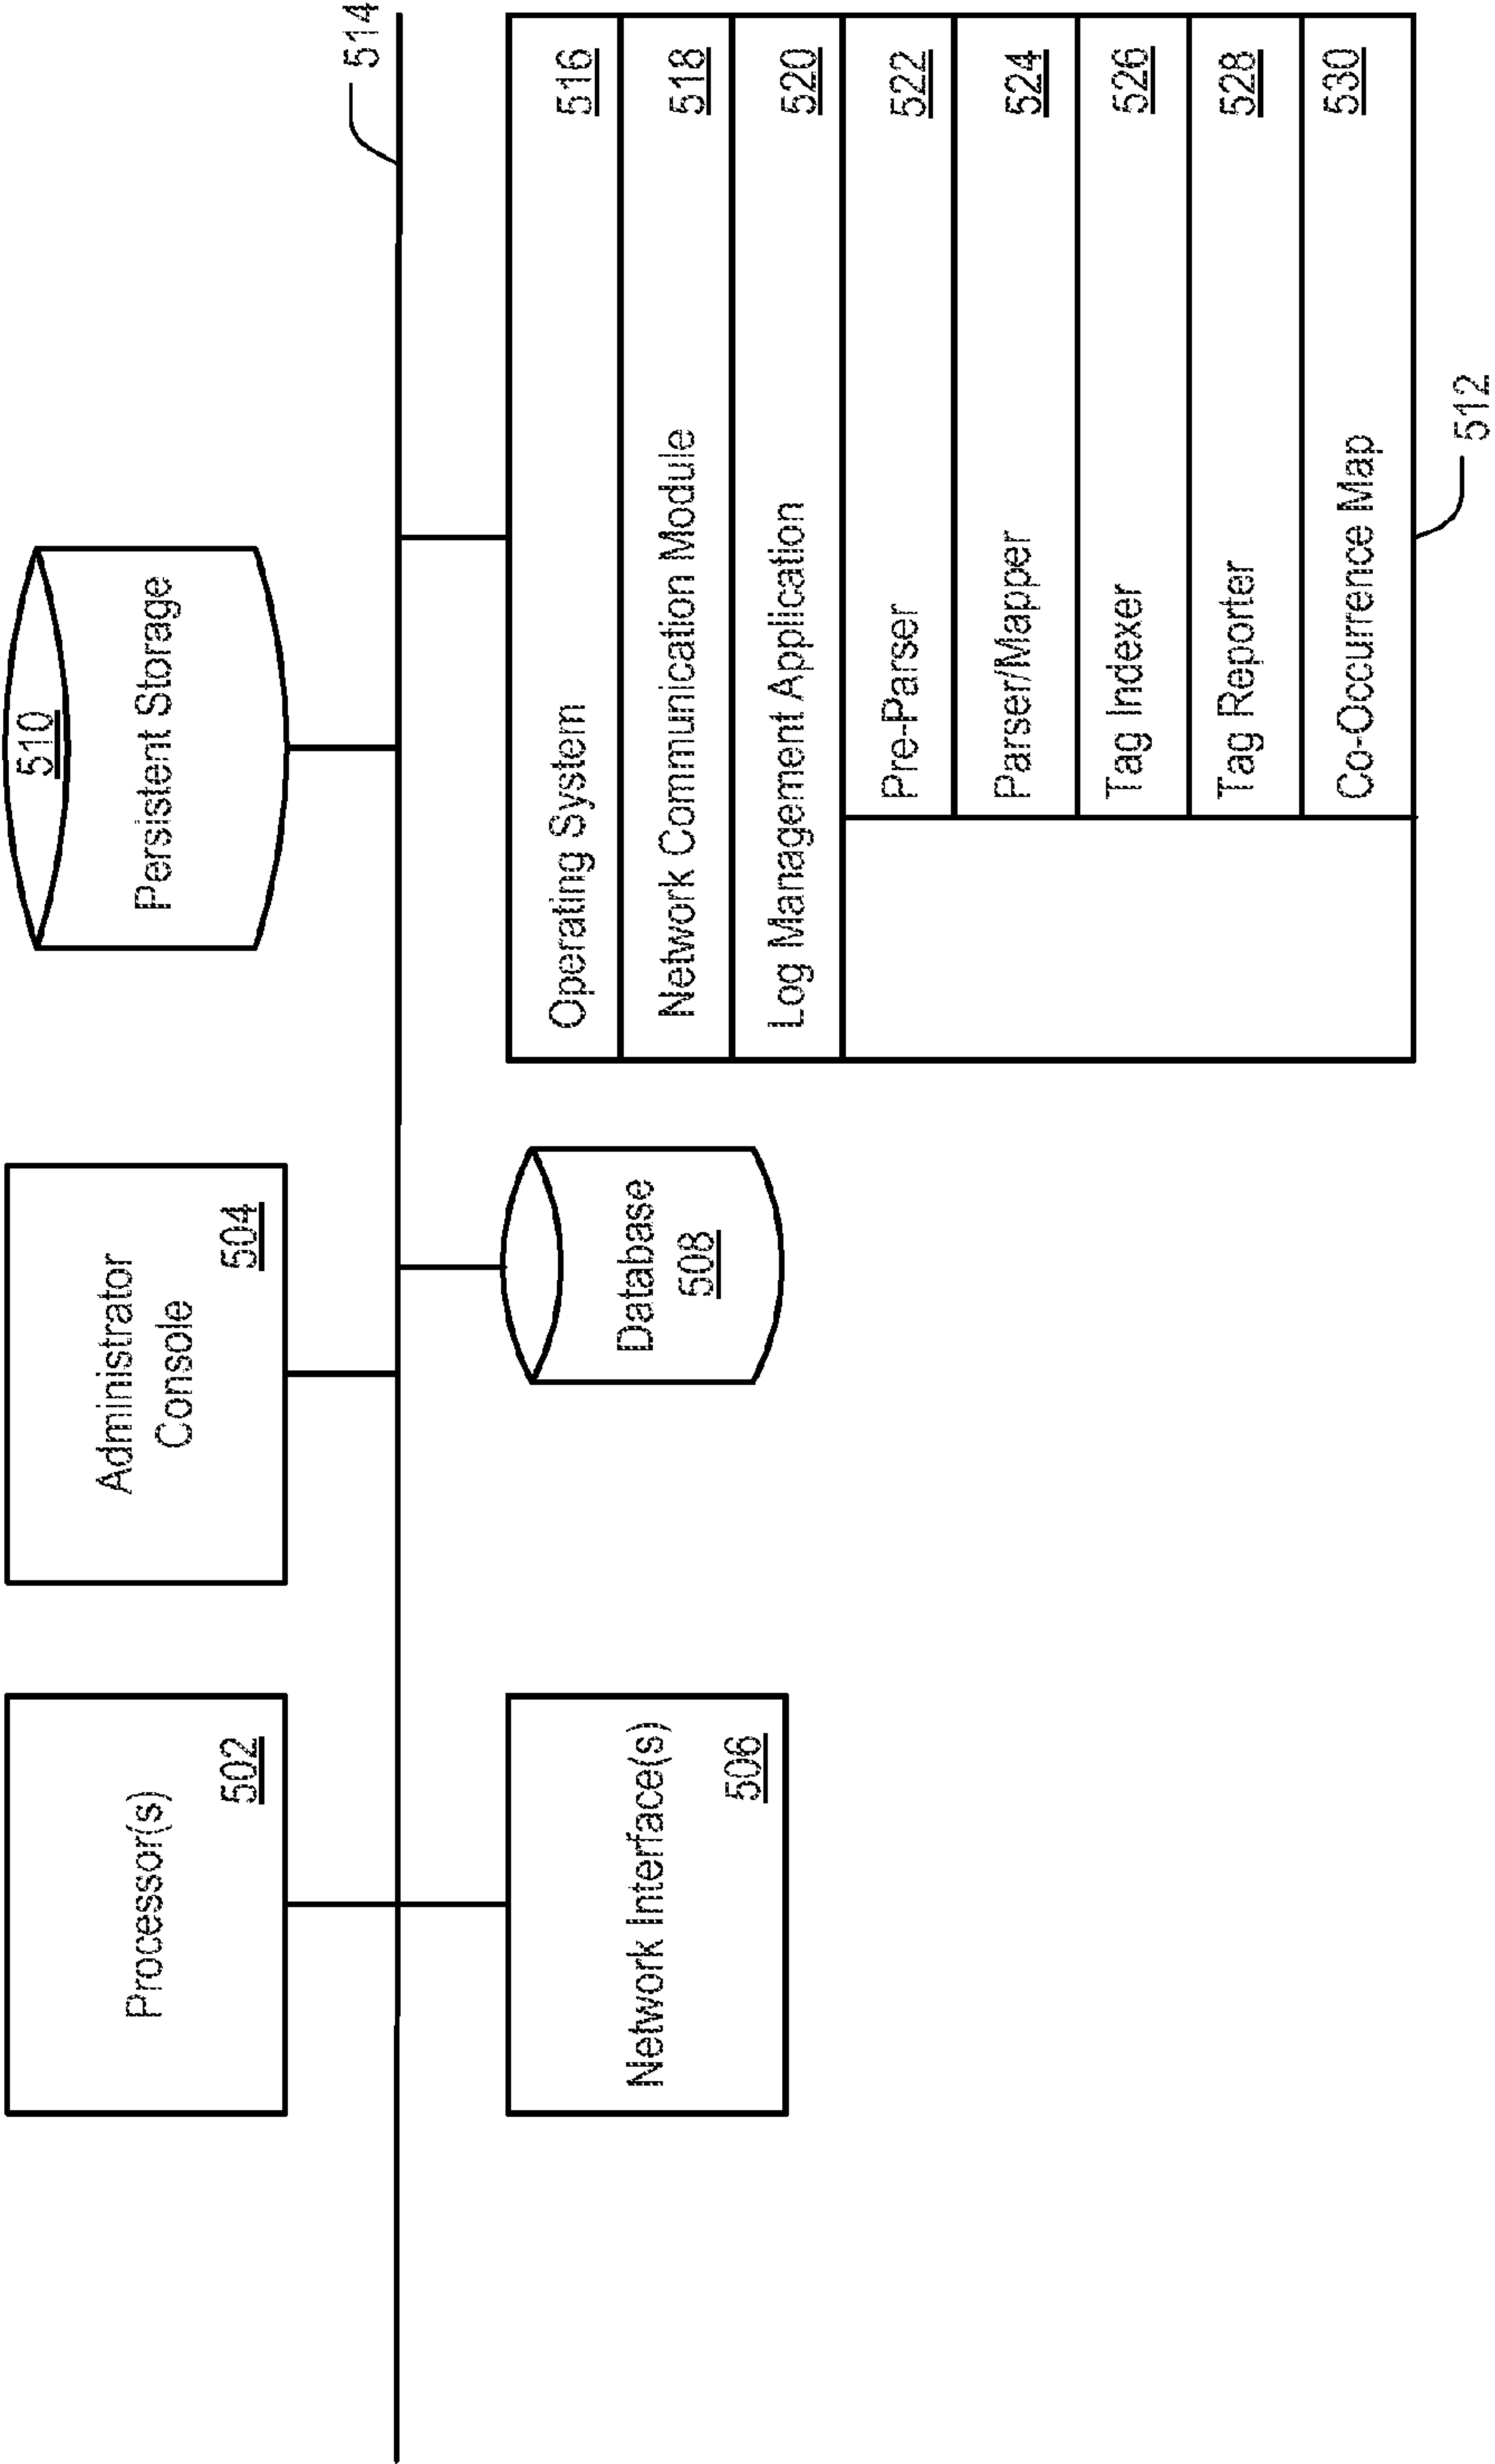 Processor(s)
502
Administrator
Console
504
510
Persistent Storage
514
Network Interface(s)
506
Database
508
Operating System
516
Network Communication Module
518
Log Management Application
520
Pre-Parser
522
Parser/Mapper
524
Tag Indexer
526
Tag Reporter
528
Co-Occurrence Map
530
512